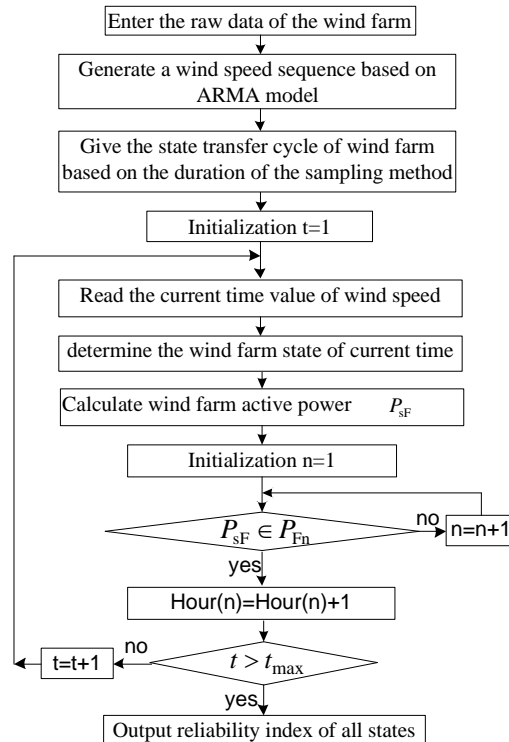 Enter the raw data of the wind farm
Generate a wind speed sequence based on
ARMA model
Give the state transfer cycle of wind farm
based on the duration of the sampling method
Initialization t=1
Read the current time value of wind speed
determine the wind farm state of current time
Calculate wind farm active power P_sF
Initialization n=1
P_sF ∈ P_Fn
no
n=n+1
yes
Hour(n)=Hour(n)+1
t > t_max
no
t=t+1
yes
Output reliability index of all states